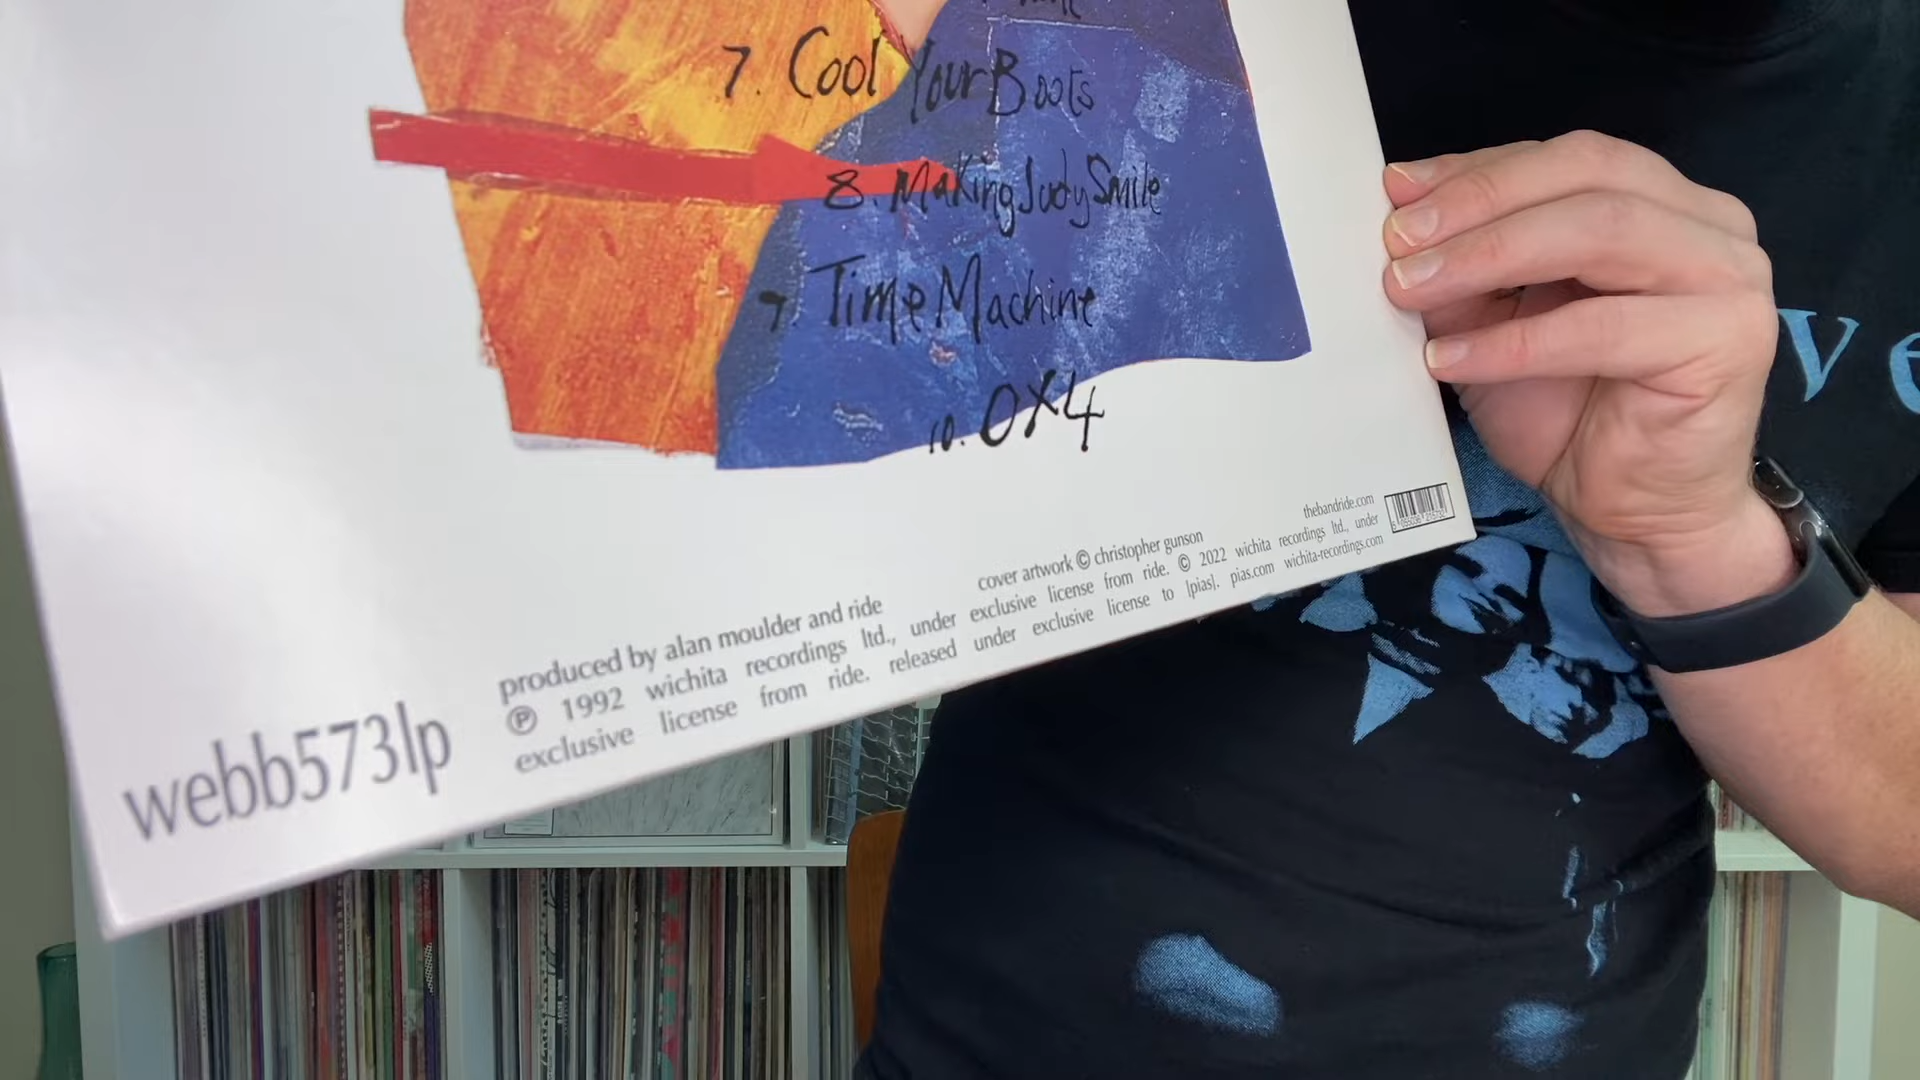 7. Cool Your Boots
8. Making Judy Smile
9. Time Machine
10. OX4
thebandride.com
cover artwork © christopher gunson
produced by alan moulder and ride
℗ 1992 wichita recordings ltd., under exclusive license from ride. © 2022 wichita recordings ltd., under
exclusive license from ride. released under exclusive license to [pias]. pias.com wichita-recordings.com
webb573lp
ve